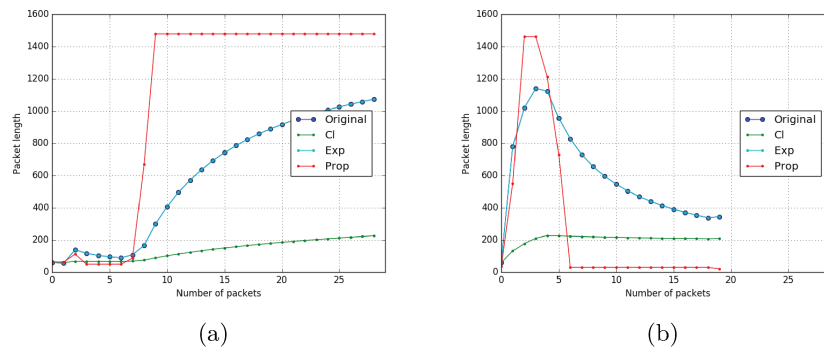 1600
1400
1200
1000
800
600
400
200
0
Packet length
0
5
10
15
20
25
Number of packets
Original
Cl
Exp
Prop
(a)
1600
1400
1200
1000
800
600
400
200
0
Packet length
0
5
10
15
20
25
Number of packets
Original
Cl
Exp
Prop
(b)